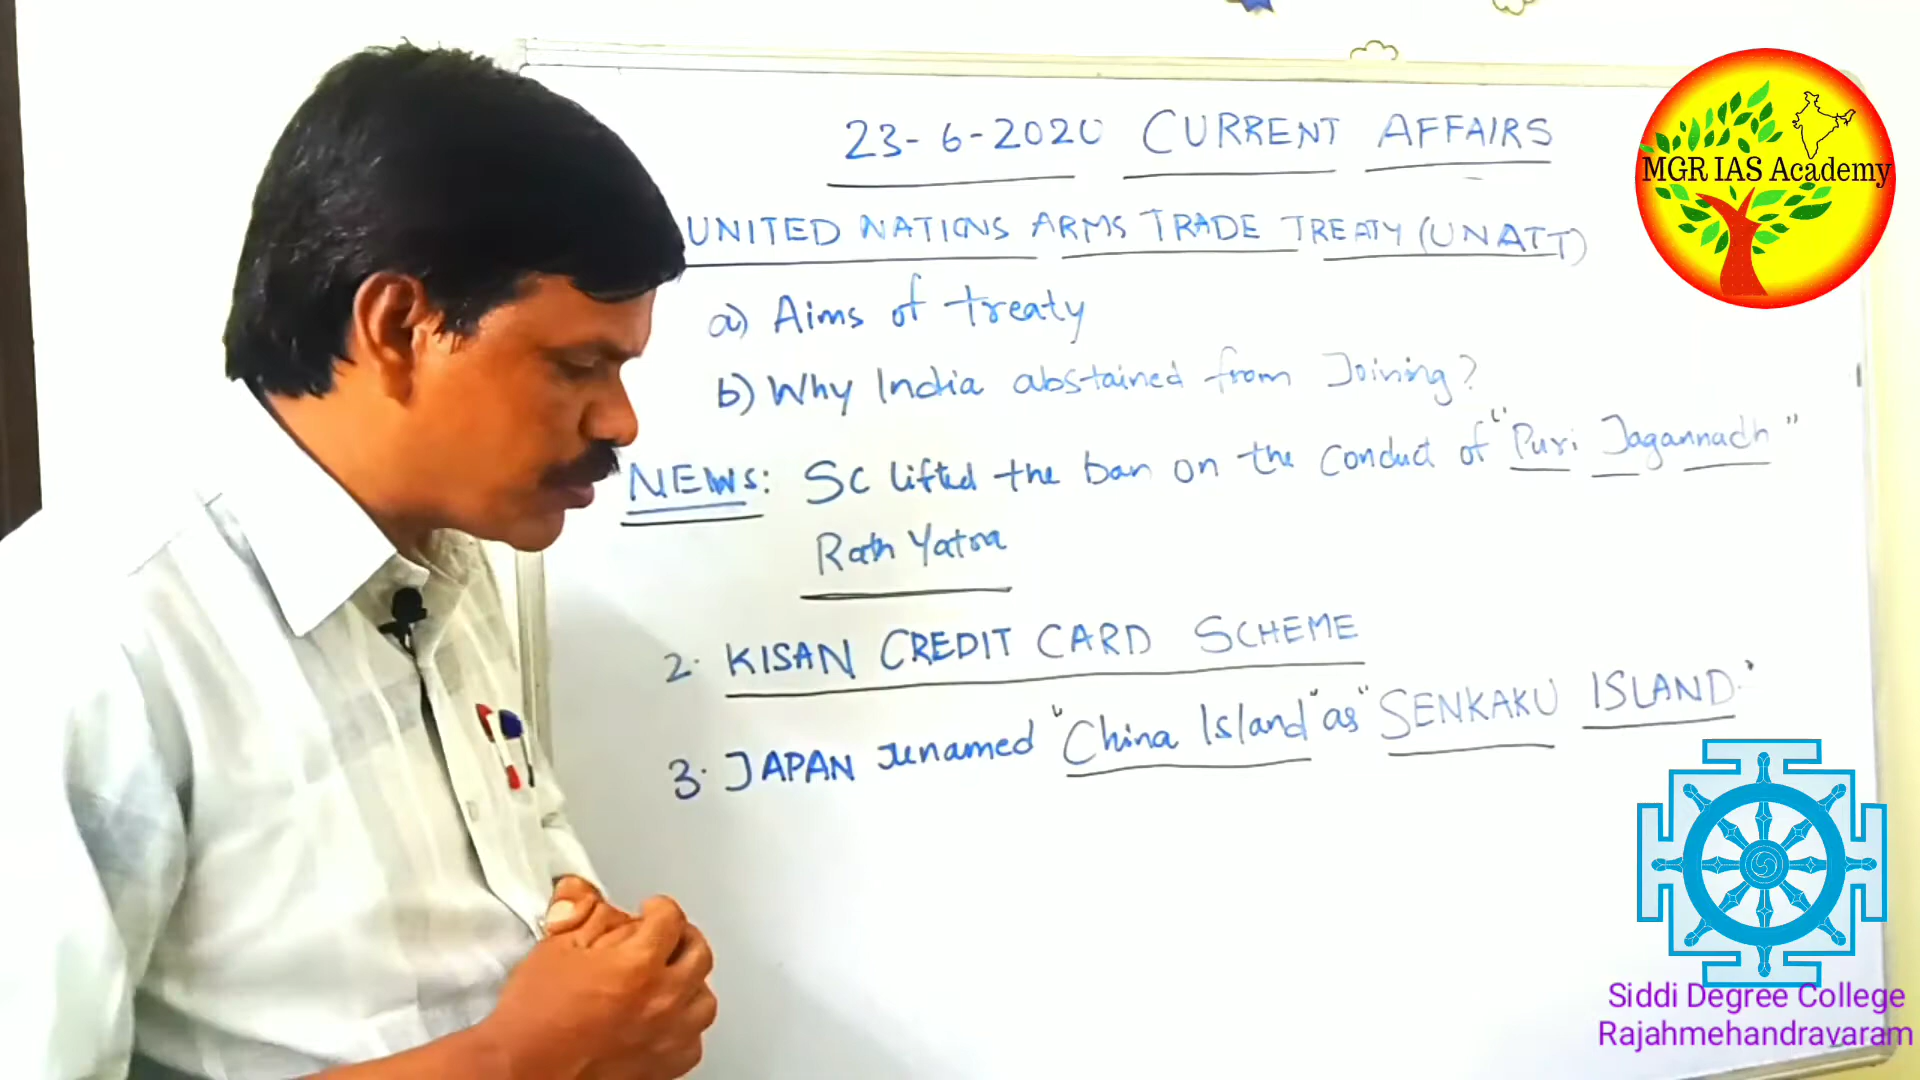 23-6-2020 CURRENT AFFAIRS
UNITED NATIONS ARMS TRADE TREATY (UNATT)
a) Aims of treaty
b) Why India abstained from Joining?
NEWS: SC lifted the ban on the conduct of "Puri Jagannadh"
Rath Yatra
2. KISAN CREDIT CARD SCHEME
3. JAPAN renamed "China Island" as "SENKAKU ISLAND."
MGR IAS Academy
Siddi Degree College
Rajahmehandravaram